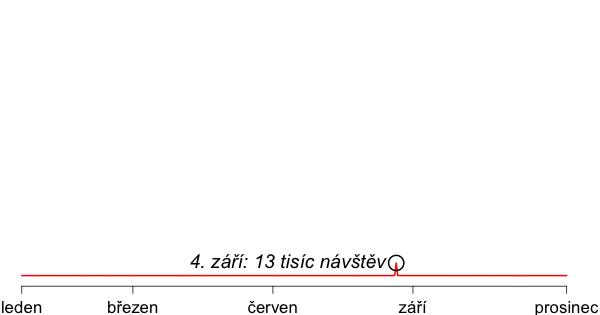 4. září: 13 tisíc návštěv
leden březen červen září prosinec